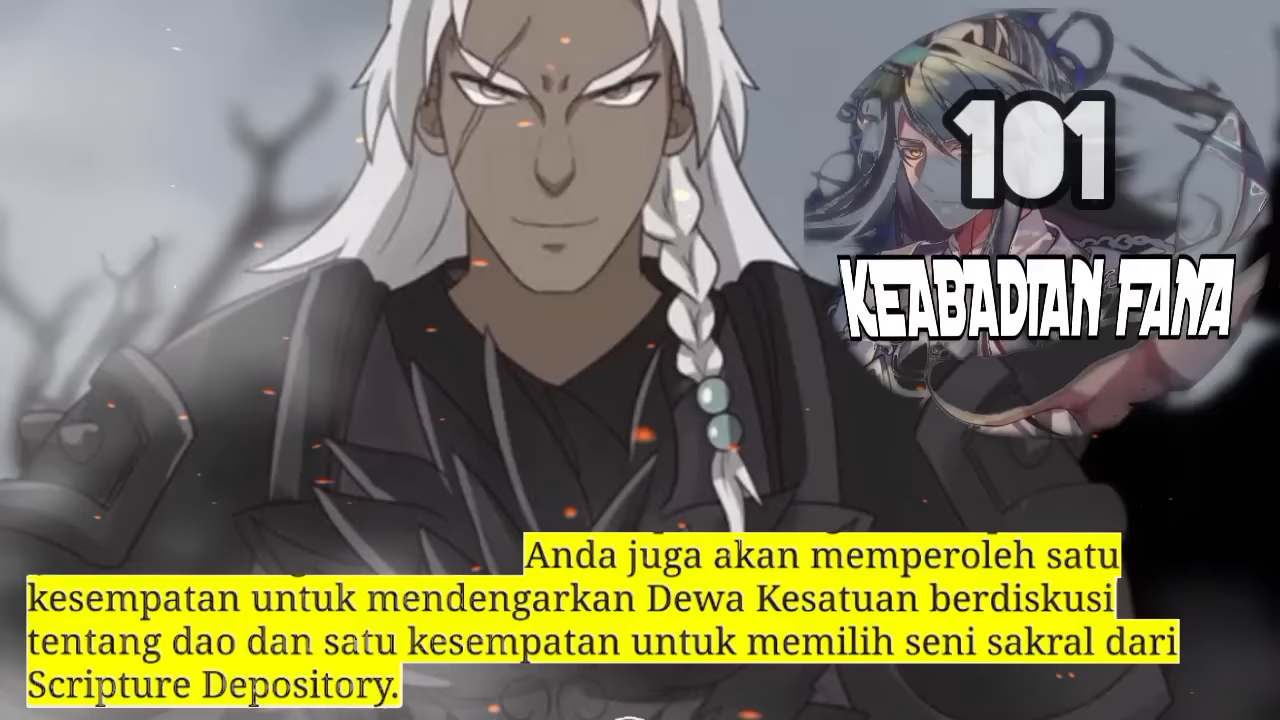 101
KEABADIAN FANA
Anda juga akan memperoleh satu
kesempatan untuk mendengarkan Dewa Kesatuan berdiskusi
tentang dao dan satu kesempatan untuk memilih seni sakral dari
Scripture Depository.